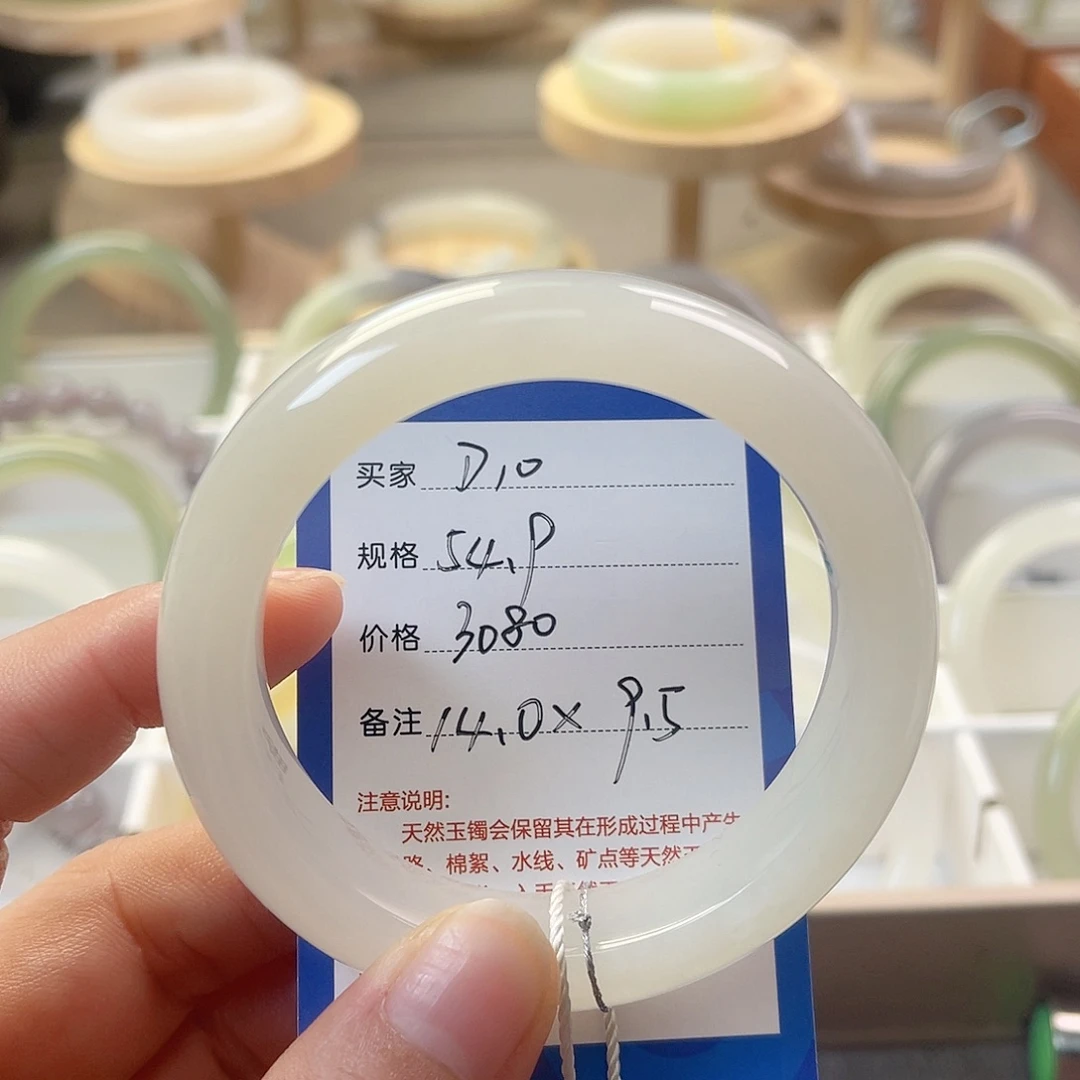 买家 D10
规格 54.9
价格 3080
备注 14.0x 9.5
注意说明:
天然玉镯会保留其在形成过程中产生
、棉絮、水线、矿点等天然